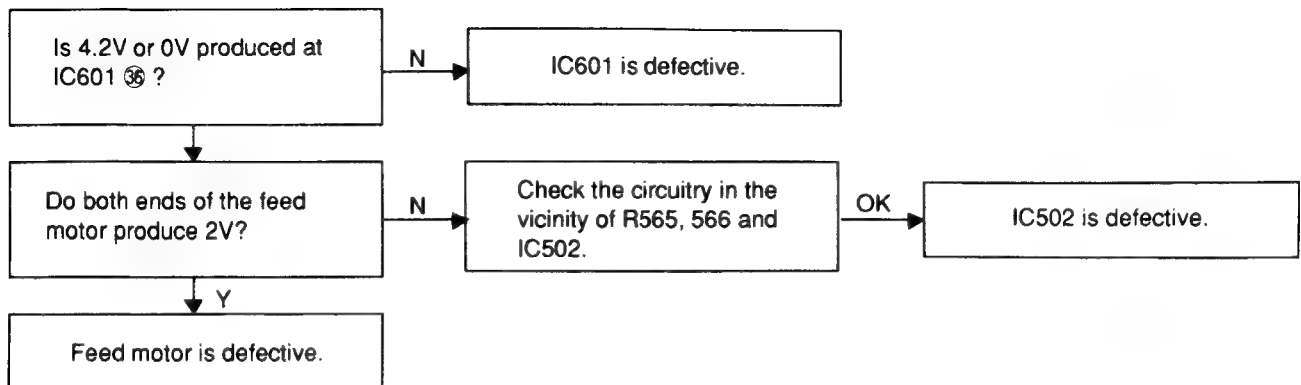 Is 4.2V or 0V produced at
IC601 ㊱ ?
N
IC601 is defective.
Do both ends of the feed
motor produce 2V?
N
Check the circuitry in the
vicinity of R565, 566 and
IC502.
OK
IC502 is defective.
Y
Feed motor is defective.